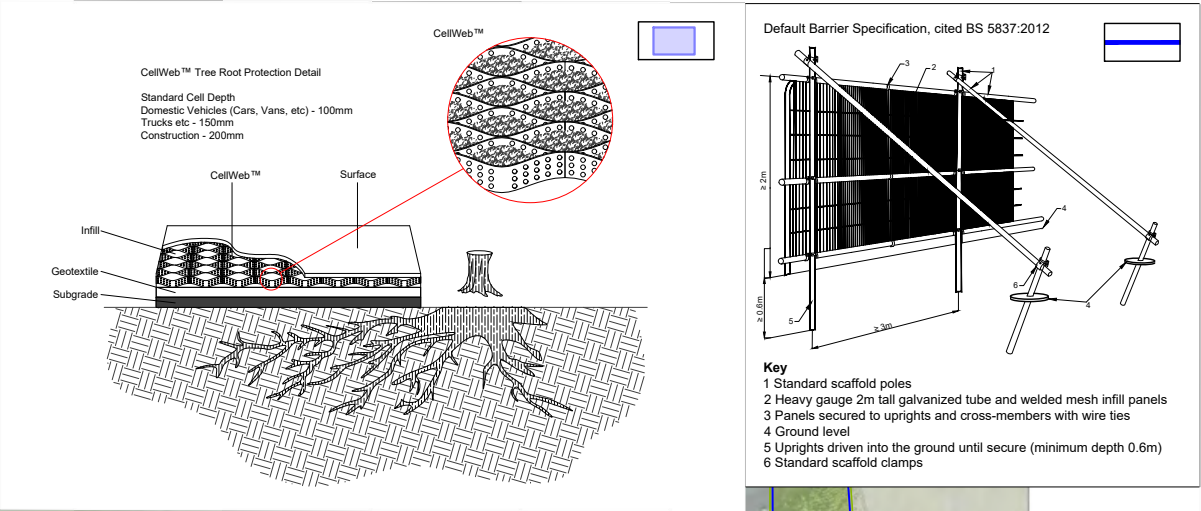 CellWeb™
CellWeb™ Tree Root Protection Detail
Standard Cell Depth
Domestic Vehicles (Cars, Vans, etc) - 100mm
Trucks etc - 150mm
Construction - 200mm
CellWeb™
Surface
Infill
Geotextile
Subgrade
Default Barrier Specification, cited BS 5837:2012
1
2
3
≥ 2m
4
6
4
≥ 0.6m
5
≥ 3m
Key
1 Standard scaffold poles
2 Heavy gauge 2m tall galvanized tube and welded mesh infill panels
3 Panels secured to uprights and cross-members with wire ties
4 Ground level
5 Uprights driven into the ground until secure (minimum depth 0.6m)
6 Standard scaffold clamps